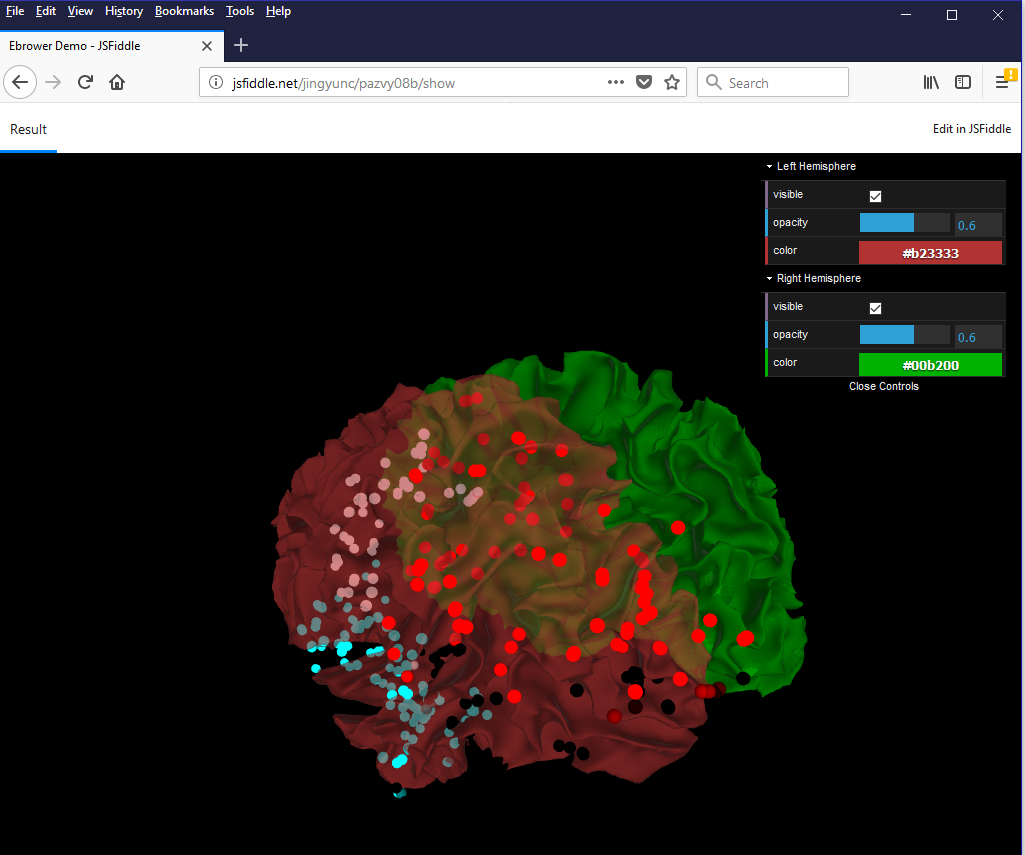 File Edit View History Bookmarks Tools Help
Ebrower Demo - JSFiddle
jsfiddle.net/jingyunc/pazvy08b/show
Search
Result
Edit in JSFiddle
Left Hemisphere
visible
opacity 0.6
color #b23333
Right Hemisphere
visible
opacity 0.6
color #00b200
Close Controls